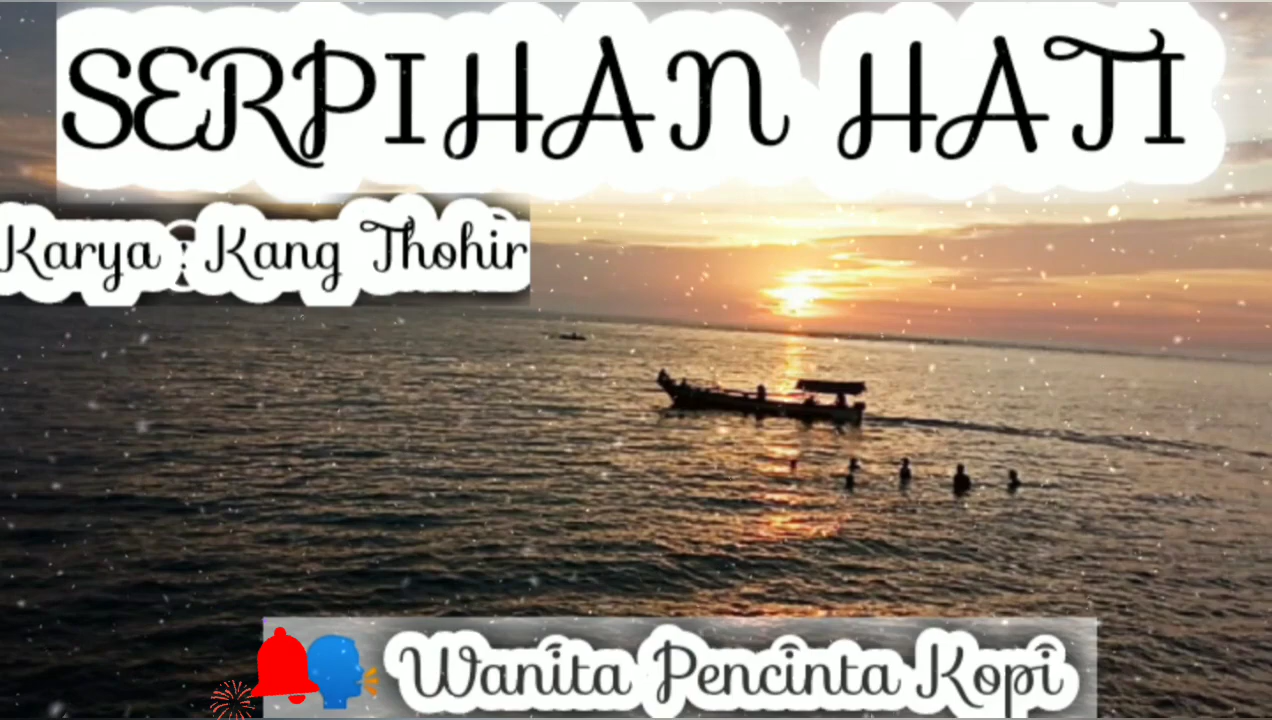 SERPIHAN HATI
Karya : Kang Thohir
Wanita Pencinta Kopi